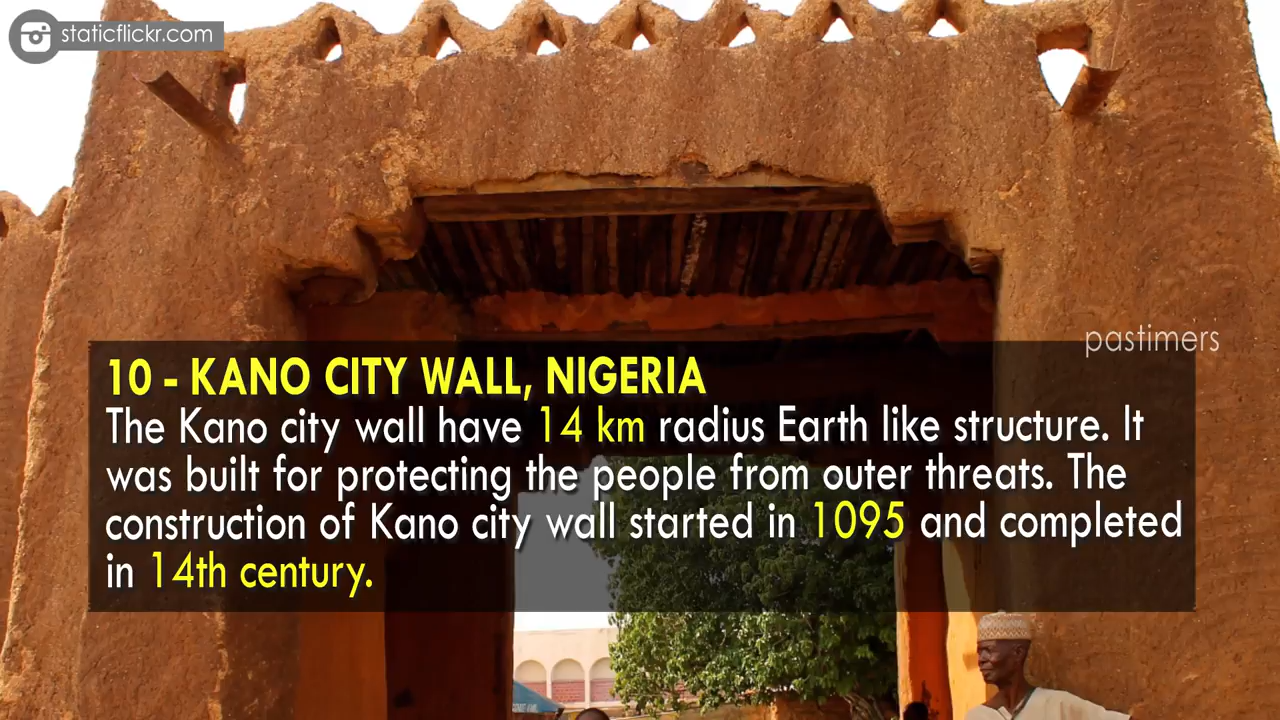 staticflickr.com
pastimers
10 - KANO CITY WALL, NIGERIA
The Kano city wall have 14 km radius Earth like structure. It
was built for protecting the people from outer threats. The
construction of Kano city wall started in 1095 and completed
in 14th century.